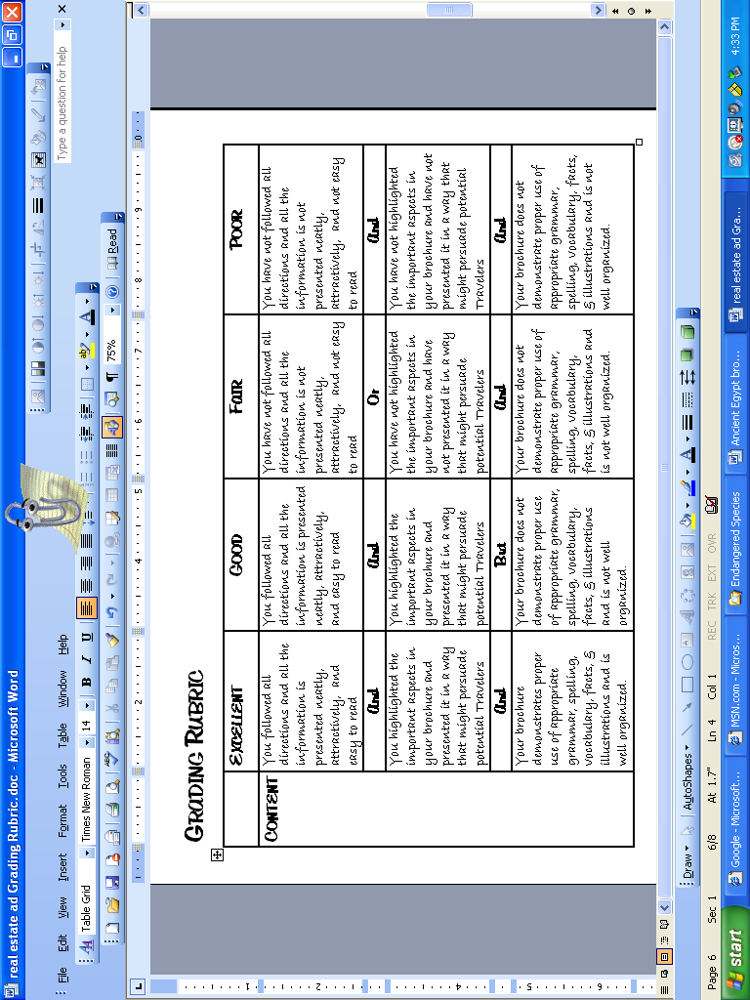 real estate ad Grading Rubric.doc - Microsoft Word
File Edit View Insert Format Tools Table Window Help
Type a question for help
Table Grid Times New Roman 14 B I U
75% Read
1 2 3 4 5 6 7 8 9
GRADING RUBRIC
EXCELLENT GOOD FAIR POOR
CONTENT
You followed all
directions and all the
information is
presented neatly,
attractively, and
easy to read
You followed all
directions and all the
information is presented
neatly, attractively,
and easy to read
You have not followed all
directions and all the
information is not
presented neatly,
attractively, and not easy
to read
You have not followed all
directions and all the
information is not
presented neatly,
attractively, and not easy
to read
And And Or And
You highlighted the
important aspects in
your brochure and
presented it in a way
that might persuade
potential Travelers
You highlighted the
important aspects in
your brochure and
presented it in a way
that might persuade
potential Travelers
You have not highlighted
the important aspects in
your brochure and have
not presented it in a way
that might persuade
potential Travelers
You have not highlighted
the important aspects in
your brochure and have not
presented it in a way that
might persuade potential
Travelers
And But And And
Your brochure
demonstrates proper
use of appropriate
grammar, spelling,
vocabulary, facts, &
illustrations and is
well organized.
Your brochure does not
demonstrate proper use
of appropriate grammar,
spelling, vocabulary,
facts, & illustrations
and is not well
organized.
Your brochure does not
demonstrate proper use of
appropriate grammar,
spelling, vocabulary,
facts, & illustrations and
is not well organized.
Your brochure does not
demonstrate proper use of
appropriate grammar,
spelling, vocabulary, facts,
& illustrations and is not
well organized.
Draw AutoShapes
Page 6 Sec 1 6/8 At 1.7" Ln 4 Col 1 REC TRK EXT OVR
start Google - Microsoft... MSN.com - Micros... Endangered Species Ancient Egypt bro... real estate ad Gra... 4:33 PM